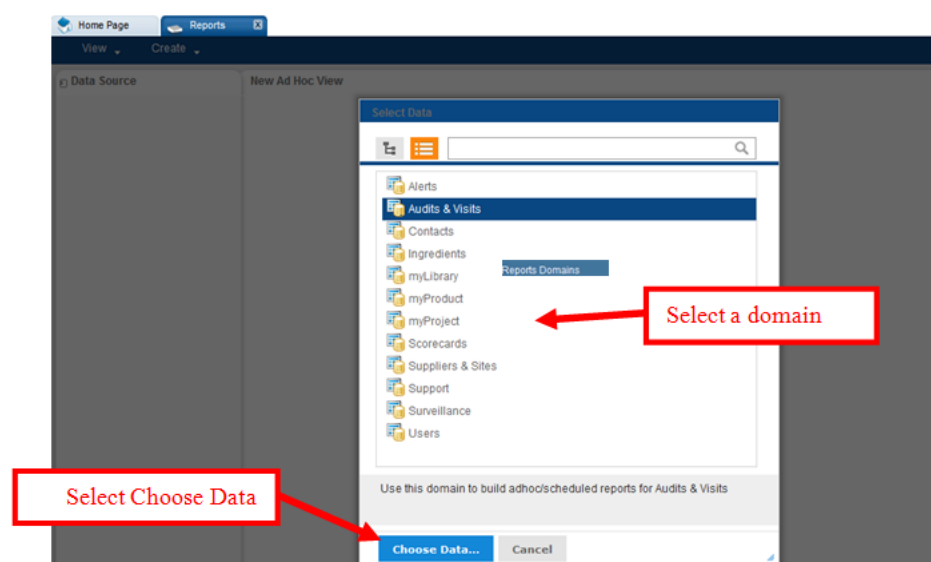 Home Page
Reports
View
Create
Data Source
New Ad Hoc View
Select Data
Alerts
Audits & Visits
Contacts
Ingredients
Reports Domains
myLibrary
myProduct
myProject
Select a domain
Scorecards
Suppliers & Sites
Support
Surveillance
Users
Use this domain to build adhoc/scheduled reports for Audits & Visits
Select Choose Data
Choose Data...
Cancel